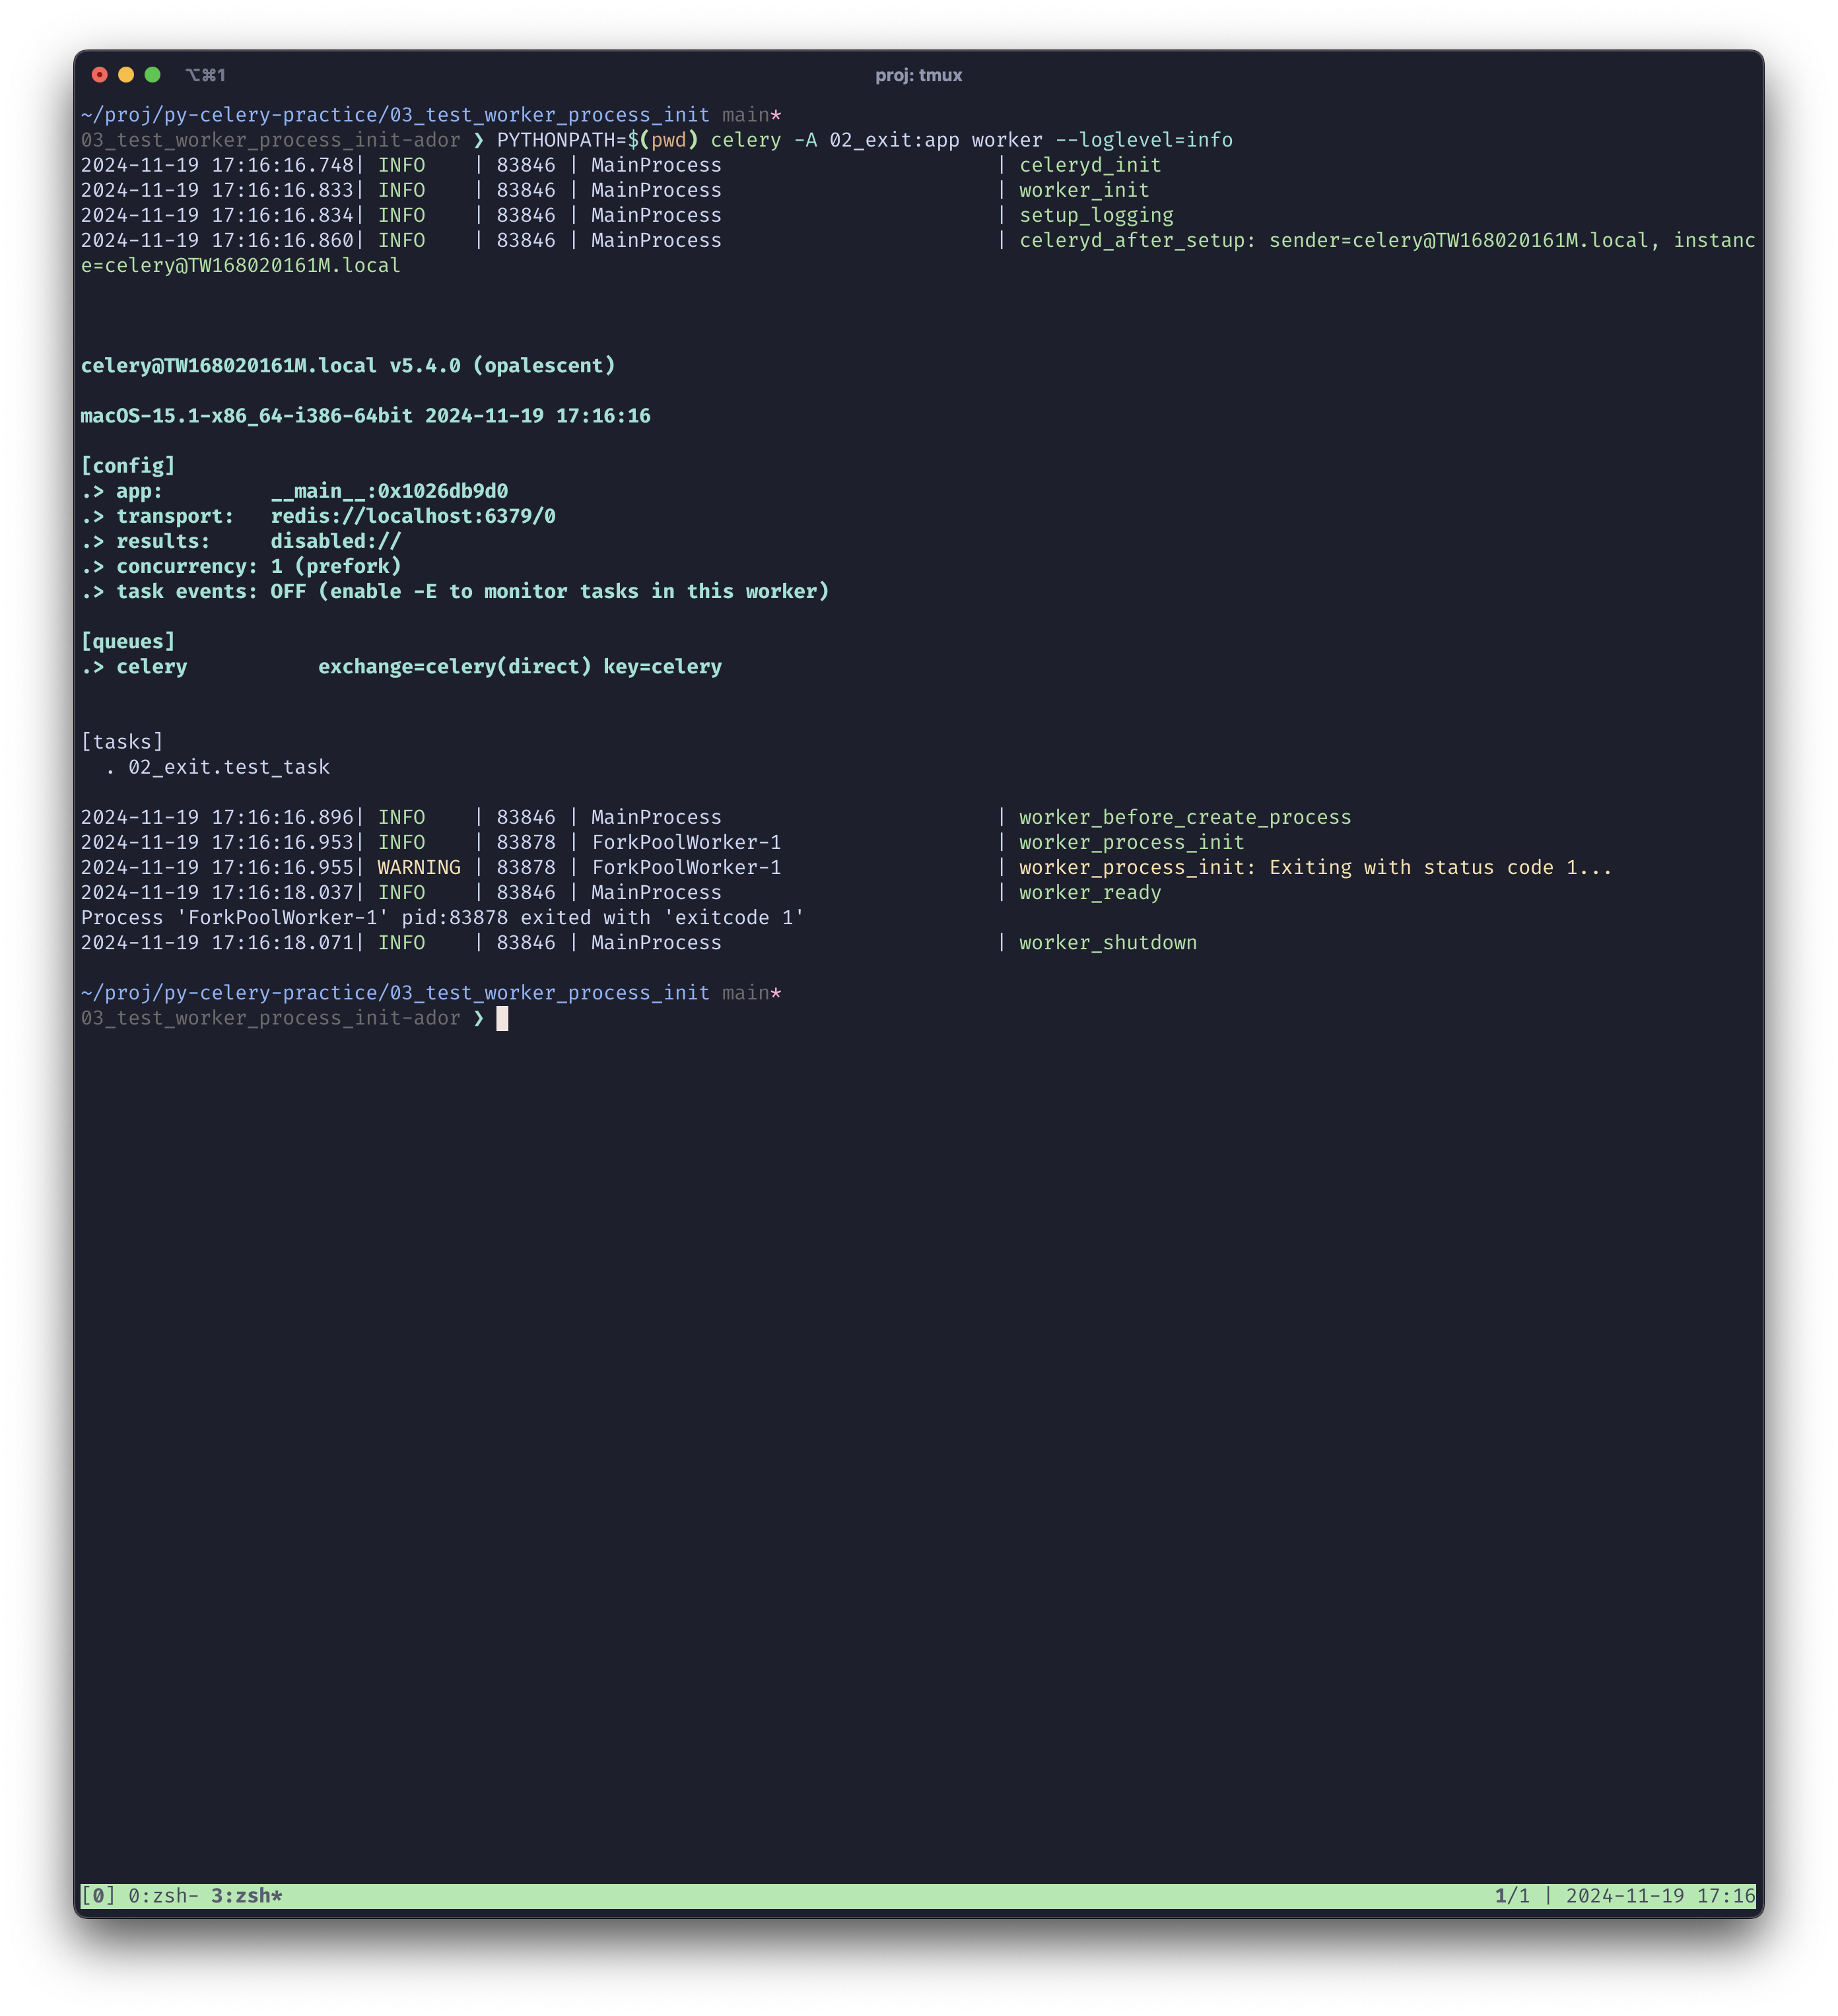 ⌥⌘1 proj: tmux
~/proj/py-celery-practice/03_test_worker_process_init main*
03_test_worker_process_init-ador ❯ PYTHONPATH=$(pwd) celery -A 02_exit:app worker --loglevel=info
2024-11-19 17:16:16.748| INFO    | 83846 | MainProcess                       | celeryd_init
2024-11-19 17:16:16.833| INFO    | 83846 | MainProcess                       | worker_init
2024-11-19 17:16:16.834| INFO    | 83846 | MainProcess                       | setup_logging
2024-11-19 17:16:16.860| INFO    | 83846 | MainProcess                       | celeryd_after_setup: sender=celery@TW168020161M.local, instanc
e=celery@TW168020161M.local
celery@TW168020161M.local v5.4.0 (opalescent)
macOS-15.1-x86_64-i386-64bit 2024-11-19 17:16:16
[config]
.> app:         __main__:0x1026db9d0
.> transport:   redis://localhost:6379/0
.> results:     disabled://
.> concurrency: 1 (prefork)
.> task events: OFF (enable -E to monitor tasks in this worker)
[queues]
.> celery           exchange=celery(direct) key=celery
[tasks]
  . 02_exit.test_task
2024-11-19 17:16:16.896| INFO    | 83846 | MainProcess                       | worker_before_create_process
2024-11-19 17:16:16.953| INFO    | 83878 | ForkPoolWorker-1                  | worker_process_init
2024-11-19 17:16:16.955| WARNING | 83878 | ForkPoolWorker-1                  | worker_process_init: Exiting with status code 1...
2024-11-19 17:16:18.037| INFO    | 83846 | MainProcess                       | worker_ready
Process 'ForkPoolWorker-1' pid:83878 exited with 'exitcode 1'
2024-11-19 17:16:18.071| INFO    | 83846 | MainProcess                       | worker_shutdown
~/proj/py-celery-practice/03_test_worker_process_init main*
03_test_worker_process_init-ador ❯
[0] 0:zsh- 3:zsh* 1/1 | 2024-11-19 17:16